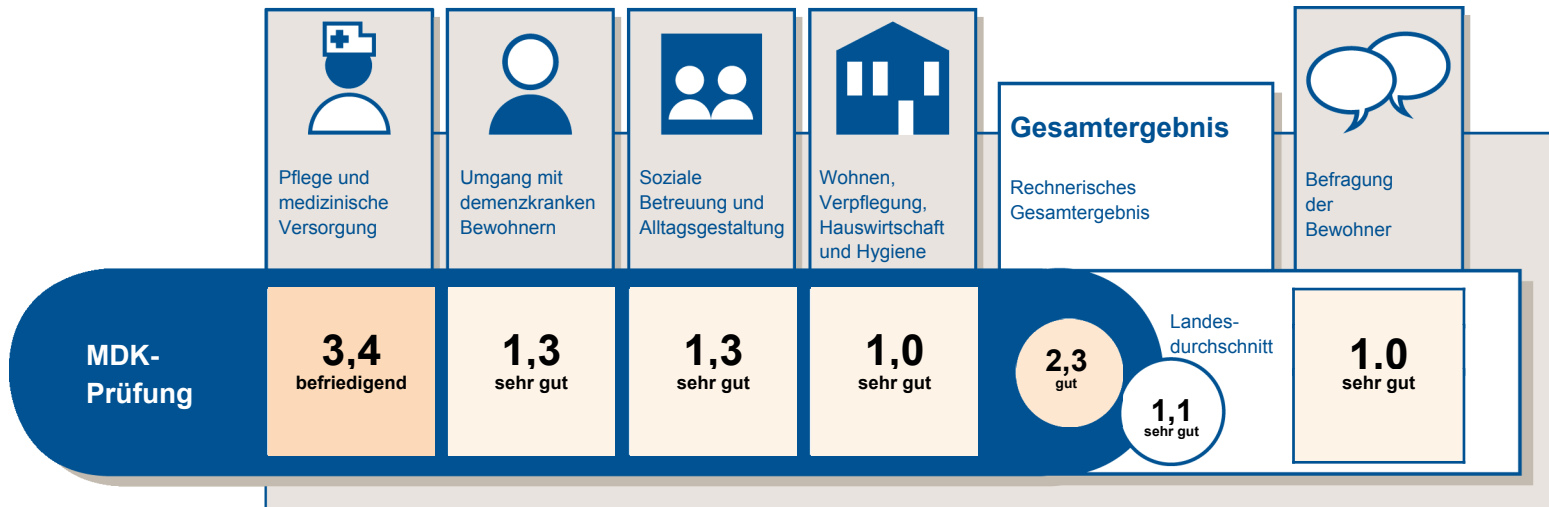 Pflege und
medizinische
Versorgung
Umgang mit
demenzkranken
Bewohnern
Soziale
Betreuung und
Alltagsgestaltung
Wohnen,
Verpflegung,
Hauswirtschaft
und Hygiene
Gesamtergebnis
Rechnerisches
Gesamtergebnis
Befragung
der
Bewohner
MDK-
Prüfung
3,4
befriedigend
1,3
sehr gut
1,3
sehr gut
1,0
sehr gut
2,3
gut
Landes-
durchschnitt
1,1
sehr gut
1.0
sehr gut